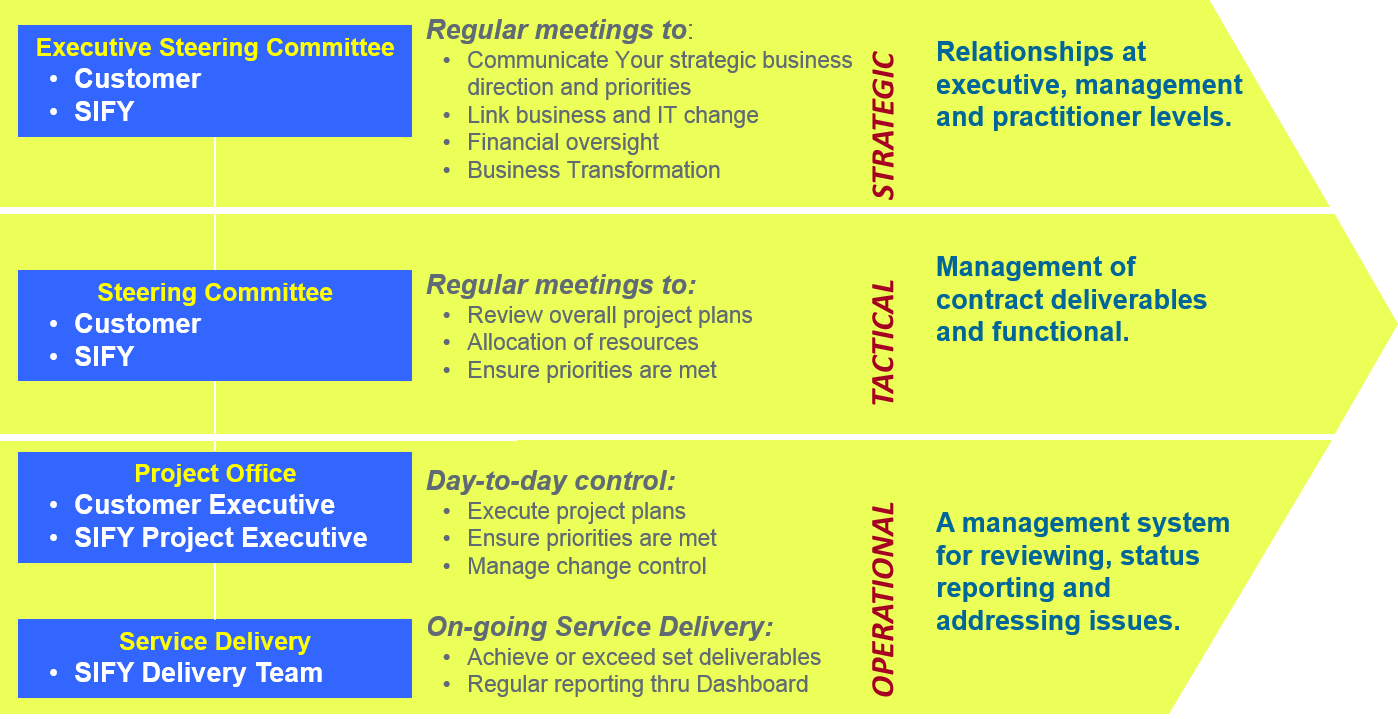 Executive Steering Committee
• Customer
• SIFY
Regular meetings to:
• Communicate Your strategic business
direction and priorities
• Link business and IT change
• Financial oversight
• Business Transformation
STRATEGIC
Relationships at
executive, management
and practitioner levels.
Steering Committee
• Customer
• SIFY
Regular meetings to:
• Review overall project plans
• Allocation of resources
• Ensure priorities are met
TACTICAL
Management of
contract deliverables
and functional.
Project Office
• Customer Executive
• SIFY Project Executive
Day-to-day control:
• Execute project plans
• Ensure priorities are met
• Manage change control
Service Delivery
• SIFY Delivery Team
On-going Service Delivery:
• Achieve or exceed set deliverables
• Regular reporting thru Dashboard
OPERATIONAL
A management system
for reviewing, status
reporting and
addressing issues.